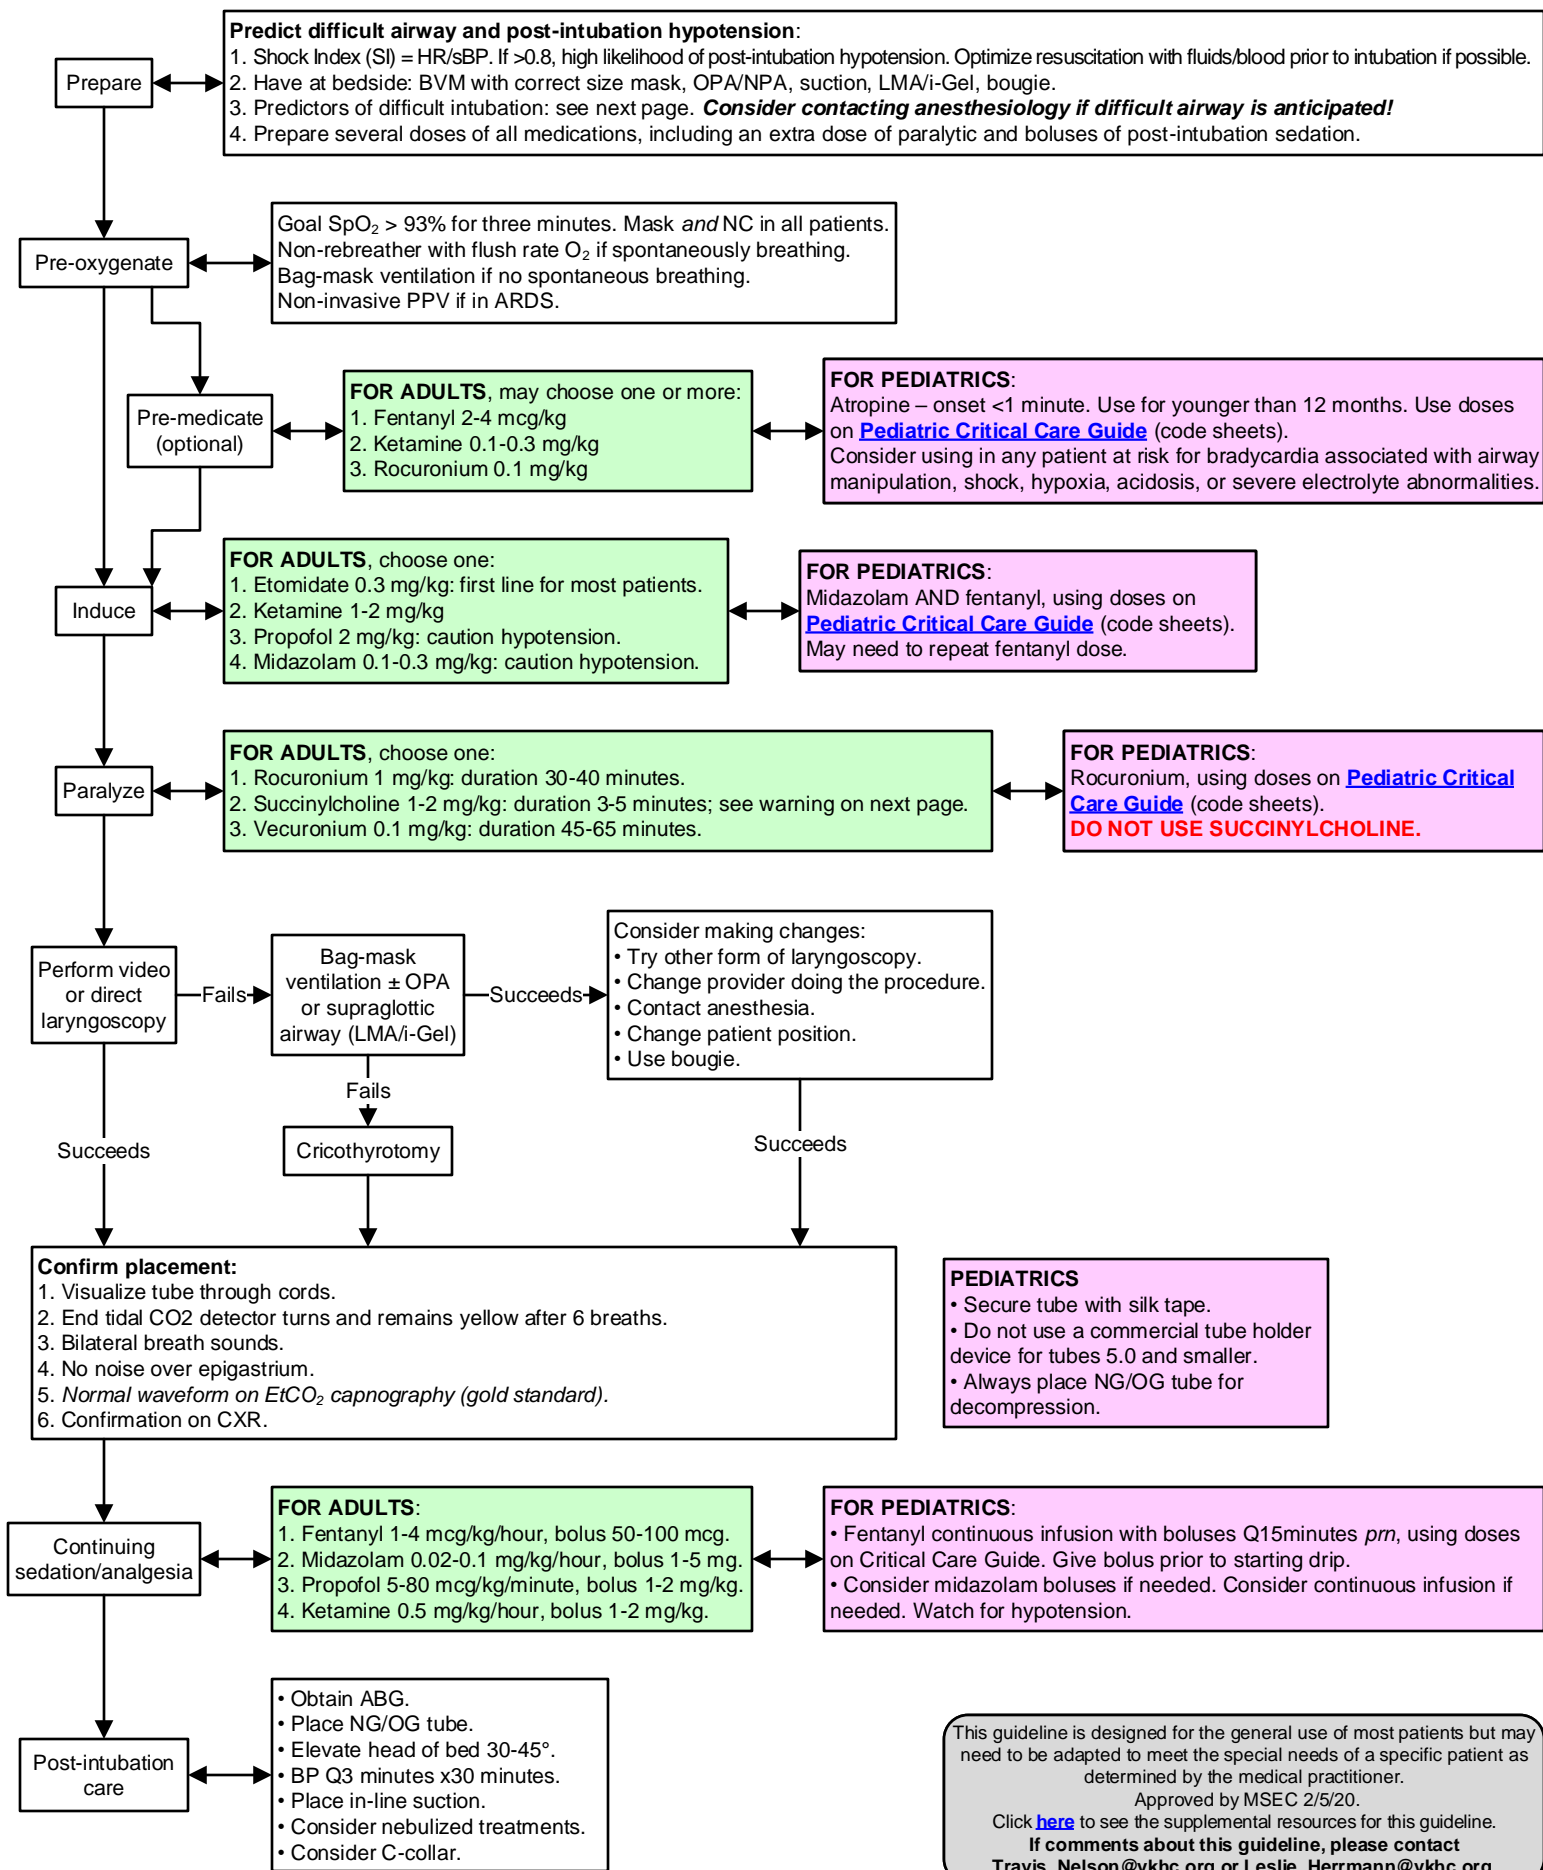 Prepare
Predict difficult airway and post-intubation hypotension:
1. Shock Index (SI) = HR/sBP. If >0.8, high likelihood of post-intubation hypotension. Optimize resuscitation with fluids/blood prior to intubation if possible.
2. Have at bedside: BVM with correct size mask, OPA/NPA, suction, LMA/i-Gel, bougie.
3. Predictors of difficult intubation: see next page. Consider contacting anesthesiology if difficult airway is anticipated!
4. Prepare several doses of all medications, including an extra dose of paralytic and boluses of post-intubation sedation.
Pre-oxygenate
Goal SpO2 > 93% for three minutes. Mask and NC in all patients.
Non-rebreather with flush rate O2 if spontaneously breathing.
Bag-mask ventilation if no spontaneous breathing.
Non-invasive PPV if in ARDS.
Pre-medicate
(optional)
FOR ADULTS, may choose one or more:
1. Fentanyl 2-4 mcg/kg
2. Ketamine 0.1-0.3 mg/kg
3. Rocuronium 0.1 mg/kg
FOR PEDIATRICS:
Atropine – onset <1 minute. Use for younger than 12 months. Use doses
on Pediatric Critical Care Guide (code sheets).
Consider using in any patient at risk for bradycardia associated with airway
manipulation, shock, hypoxia, acidosis, or severe electrolyte abnormalities.
Induce
FOR ADULTS, choose one:
1. Etomidate 0.3 mg/kg: first line for most patients.
2. Ketamine 1-2 mg/kg
3. Propofol 2 mg/kg: caution hypotension.
4. Midazolam 0.1-0.3 mg/kg: caution hypotension.
FOR PEDIATRICS:
Midazolam AND fentanyl, using doses on
Pediatric Critical Care Guide (code sheets).
May need to repeat fentanyl dose.
Paralyze
FOR ADULTS, choose one:
1. Rocuronium 1 mg/kg: duration 30-40 minutes.
2. Succinylcholine 1-2 mg/kg: duration 3-5 minutes; see warning on next page.
3. Vecuronium 0.1 mg/kg: duration 45-65 minutes.
FOR PEDIATRICS:
Rocuronium, using doses on Pediatric Critical
Care Guide (code sheets).
DO NOT USE SUCCINYLCHOLINE.
Perform video
or direct
laryngoscopy
Fails
Bag-mask
ventilation ± OPA
or supraglottic
airway (LMA/i-Gel)
Succeeds
Consider making changes:
• Try other form of laryngoscopy.
• Change provider doing the procedure.
• Contact anesthesia.
• Change patient position.
• Use bougie.
Fails
Succeeds
Cricothyrotomy
Succeeds
Confirm placement:
1. Visualize tube through cords.
2. End tidal CO2 detector turns and remains yellow after 6 breaths.
3. Bilateral breath sounds.
4. No noise over epigastrium.
5. Normal waveform on EtCO2 capnography (gold standard).
6. Confirmation on CXR.
PEDIATRICS
• Secure tube with silk tape.
• Do not use a commercial tube holder
device for tubes 5.0 and smaller.
• Always place NG/OG tube for
decompression.
Continuing
sedation/analgesia
FOR ADULTS:
1. Fentanyl 1-4 mcg/kg/hour, bolus 50-100 mcg.
2. Midazolam 0.02-0.1 mg/kg/hour, bolus 1-5 mg.
3. Propofol 5-80 mcg/kg/minute, bolus 1-2 mg/kg.
4. Ketamine 0.5 mg/kg/hour, bolus 1-2 mg/kg.
FOR PEDIATRICS:
• Fentanyl continuous infusion with boluses Q15minutes prn, using doses
on Critical Care Guide. Give bolus prior to starting drip.
• Consider midazolam boluses if needed. Consider continuous infusion if
needed. Watch for hypotension.
Post-intubation
care
• Obtain ABG.
• Place NG/OG tube.
• Elevate head of bed 30-45°.
• BP Q3 minutes x30 minutes.
• Place in-line suction.
• Consider nebulized treatments.
• Consider C-collar.
This guideline is designed for the general use of most patients but may
need to be adapted to meet the special needs of a specific patient as
determined by the medical practitioner.
Approved by MSEC 2/5/20.
Click here to see the supplemental resources for this guideline.
If comments about this guideline, please contact
Travis_Nelson@ykhc.org or Leslie_Herrmann@ykhc.org